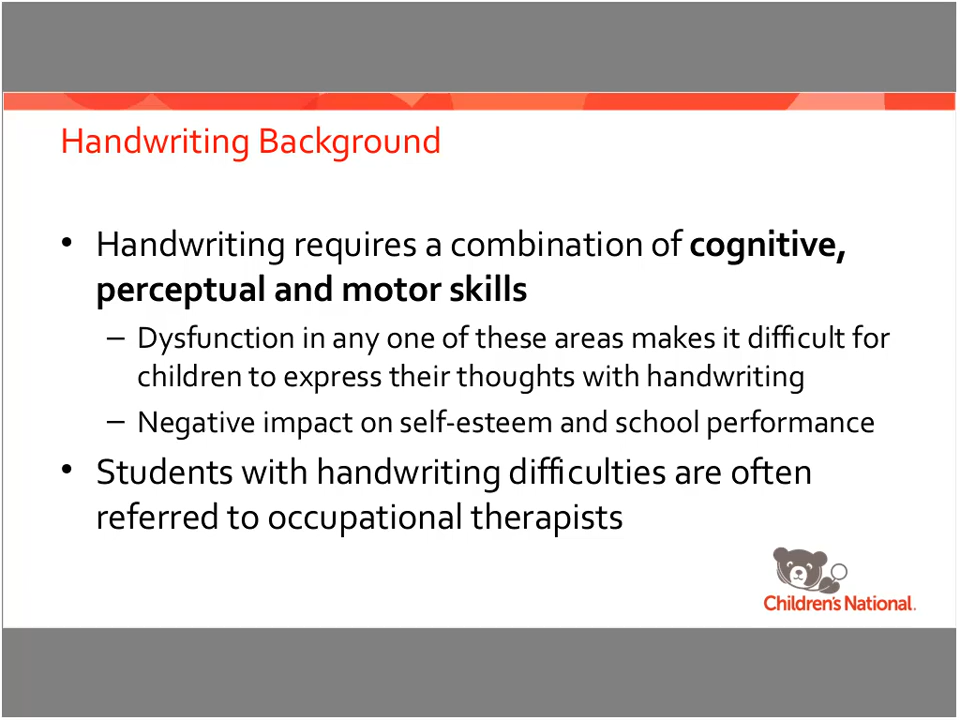 Handwriting Background
• Handwriting requires a combination of cognitive,
perceptual and motor skills
– Dysfunction in any one of these areas makes it difficult for
children to express their thoughts with handwriting
– Negative impact on self-esteem and school performance
• Students with handwriting difficulties are often
referred to occupational therapists
Children's National.